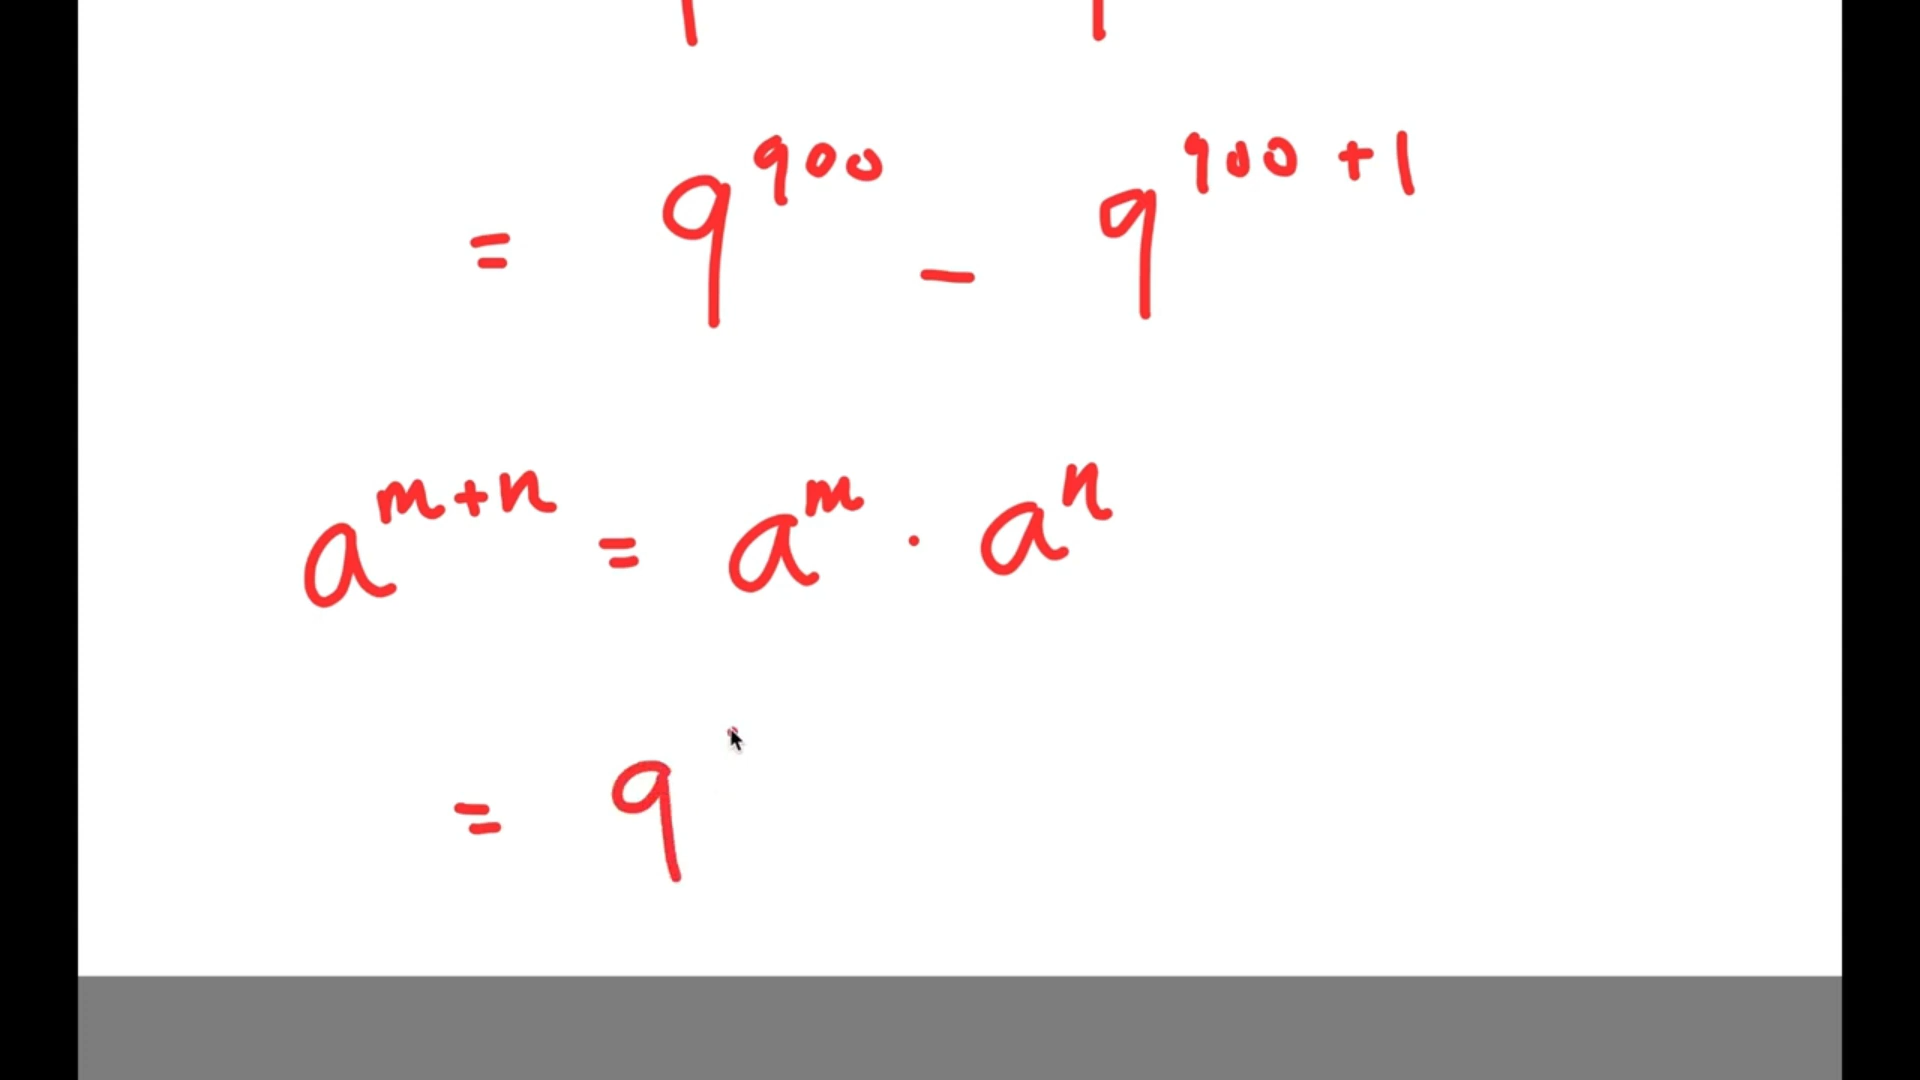 = 9^900 - 9^900+1
a^m+n = a^m · a^n
= 9